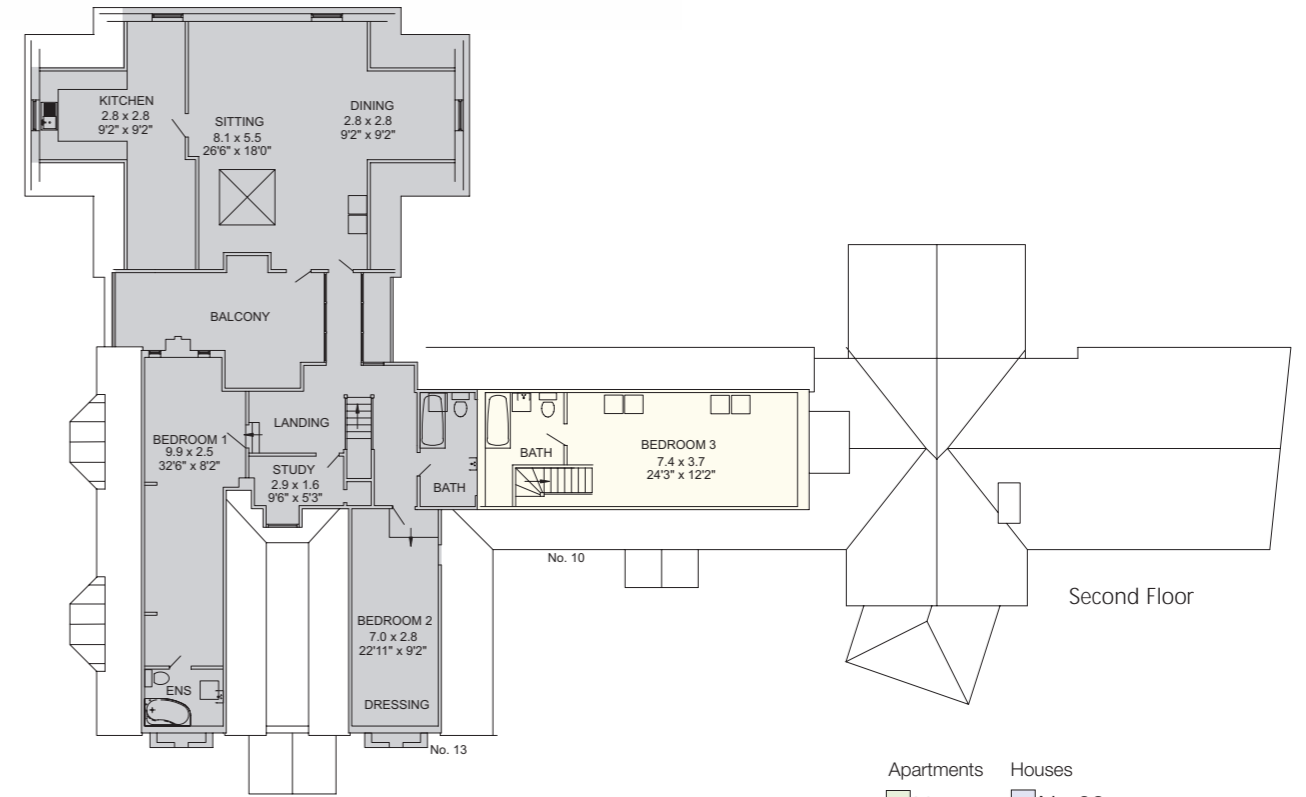 KITCHEN
2.8 x 2.8
9'2" x 9'2"
SITTING
8.1 x 5.5
26'6" x 18'0"
DINING
2.8 x 2.8
9'2" x 9'2"
BALCONY
LANDING
BEDROOM 1
9.9 x 2.5
32'6" x 8'2"
STUDY
2.9 x 1.6
9'6" x 5'3"
BATH
BATH
BEDROOM 3
7.4 x 3.7
24'3" x 12'2"
No. 10
Second Floor
BEDROOM 2
7.0 x 2.8
22'11" x 9'2"
ENS
DRESSING
No. 13
Apartments Houses